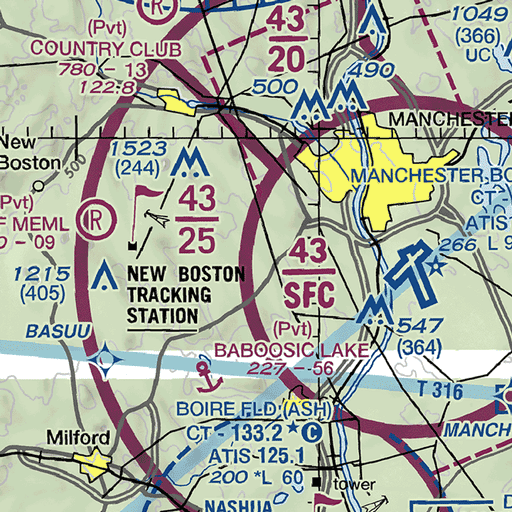 (Pvt)
COUNTRY CLUB
780 - 13
122.8
43
20
1049
(366)
UC
490
500
MANCHESTER
New
Boston
500
1523
(244)
MANCHESTER BO
CT -
ATIS
266 L 9
(Pvt)
F MEML
0 - 09
R
R
43
25
43
SFC
1215
(405)
NEW BOSTON
TRACKING
STATION
BASUU
547
(364)
(Pvt)
BABOOSIC LAKE
227 - 56
T 316
MANCH
BOIRE FLD (ASH)
CT - 133.2 * C
ATIS 125.1
200 *L 60
Milford
NASHUA
tower